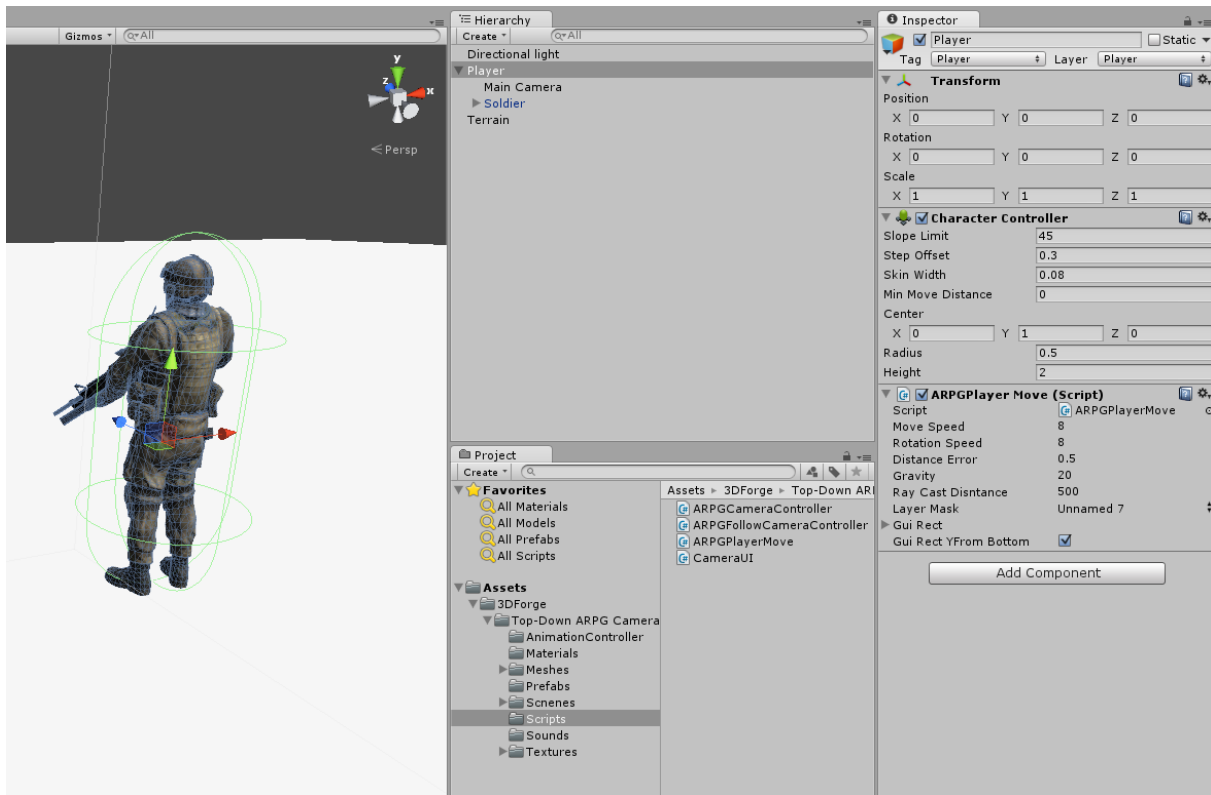 Gizmos All
y
z
x
Persp
Hierarchy
Create All
Directional light
Player
Main Camera
Soldier
Terrain
Project
Create
Favorites
All Materials
All Models
All Prefabs
All Scripts
Assets
3DForge
Top-Down ARPG Camera
AnimationController
Materials
Meshes
Prefabs
Scnenes
Scripts
Sounds
Textures
Assets 3DForge Top-Down AR
ARPGCameraController
ARPGFollowCameraController
ARPGPlayerMove
CameraUI
Inspector
Player Static
Tag Player Layer Player
Transform
Position
X 0 Y 0 Z 0
Rotation
X 0 Y 0 Z 0
Scale
X 1 Y 1 Z 1
Character Controller
Slope Limit 45
Step Offset 0.3
Skin Width 0.08
Min Move Distance 0
Center
X 0 Y 1 Z 0
Radius 0.5
Height 2
ARPGPlayer Move (Script)
Script ARPGPlayerMove
Move Speed 8
Rotation Speed 8
Distance Error 0.5
Gravity 20
Ray Cast Disntance 500
Layer Mask Unnamed 7
Gui Rect
Gui Rect YFrom Bottom
Add Component